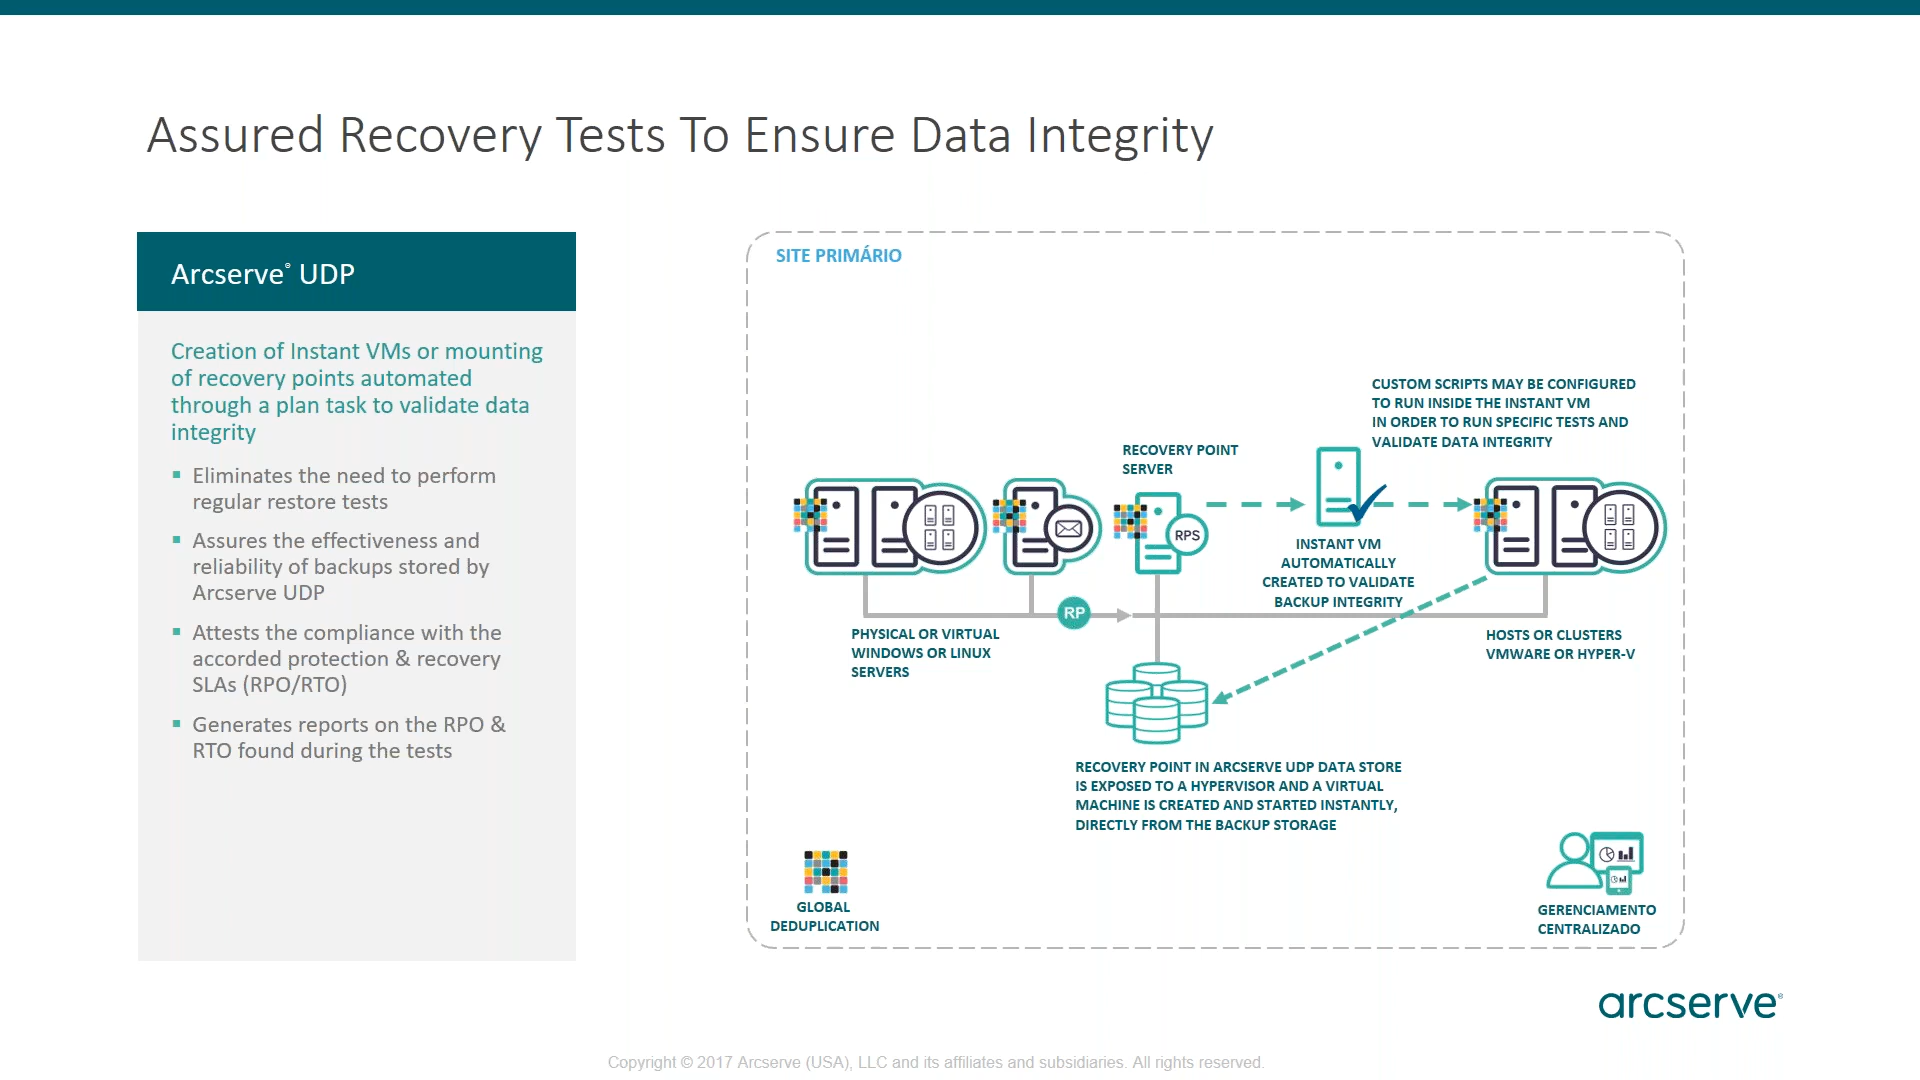 Assured Recovery Tests To Ensure Data Integrity
Arcserve® UDP
Creation of Instant VMs or mounting
of recovery points automated
through a plan task to validate data
integrity
▪ Eliminates the need to perform
regular restore tests
▪ Assures the effectiveness and
reliability of backups stored by
Arcserve UDP
▪ Attests the compliance with the
accorded protection & recovery
SLAs (RPO/RTO)
▪ Generates reports on the RPO &
RTO found during the tests
SITE PRIMÁRIO
CUSTOM SCRIPTS MAY BE CONFIGURED
TO RUN INSIDE THE INSTANT VM
IN ORDER TO RUN SPECIFIC TESTS AND
VALIDATE DATA INTEGRITY
RECOVERY POINT
SERVER
RPS
INSTANT VM
AUTOMATICALLY
CREATED TO VALIDATE
BACKUP INTEGRITY
RP
PHYSICAL OR VIRTUAL
WINDOWS OR LINUX
SERVERS
HOSTS OR CLUSTERS
VMWARE OR HYPER-V
RECOVERY POINT IN ARCSERVE UDP DATA STORE
IS EXPOSED TO A HYPERVISOR AND A VIRTUAL
MACHINE IS CREATED AND STARTED INSTANTLY,
DIRECTLY FROM THE BACKUP STORAGE
GLOBAL
DEDUPLICATION
GERENCIAMENTO
CENTRALIZADO
arcserve®
Copyright © 2017 Arcserve (USA), LLC and its affiliates and subsidiaries. All rights reserved.